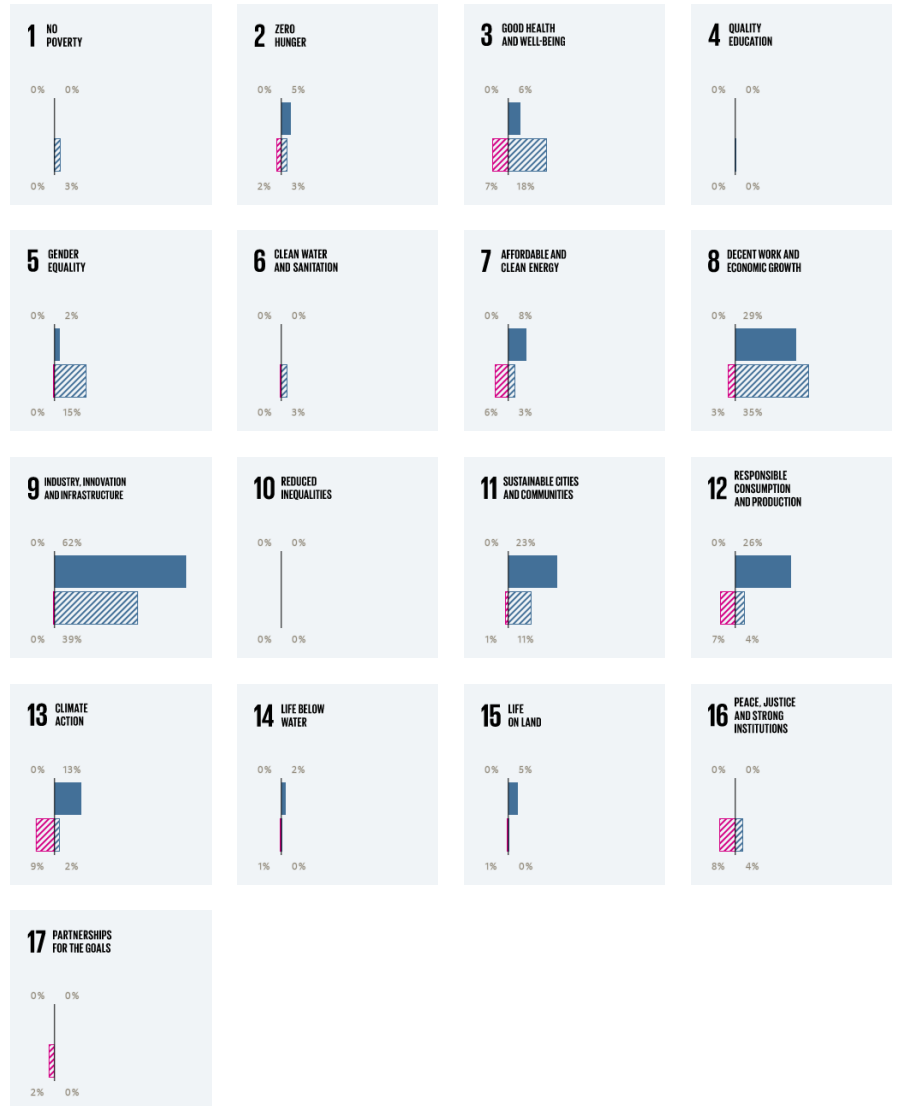 1 NO
POVERTY
0% 0%
0% 3%
2 ZERO
HUNGER
0% 5%
2% 3%
3 GOOD HEALTH
AND WELL-BEING
0% 6%
7% 18%
4 QUALITY
EDUCATION
0% 0%
0% 0%
5 GENDER
EQUALITY
0% 2%
0% 15%
6 CLEAN WATER
AND SANITATION
0% 0%
0% 3%
7 AFFORDABLE AND
CLEAN ENERGY
0% 8%
6% 3%
8 DECENT WORK AND
ECONOMIC GROWTH
0% 29%
3% 35%
9 INDUSTRY, INNOVATION
AND INFRASTRUCTURE
0% 62%
0% 39%
10 REDUCED
INEQUALITIES
0% 0%
0% 0%
11 SUSTAINABLE CITIES
AND COMMUNITIES
0% 23%
1% 11%
12 RESPONSIBLE
CONSUMPTION
AND PRODUCTION
0% 26%
7% 4%
13 CLIMATE
ACTION
0% 13%
9% 2%
14 LIFE BELOW
WATER
0% 2%
1% 0%
15 LIFE
ON LAND
0% 5%
1% 0%
16 PEACE, JUSTICE
AND STRONG
INSTITUTIONS
0% 0%
8% 4%
17 PARTNERSHIPS
FOR THE GOALS
0% 0%
2% 0%